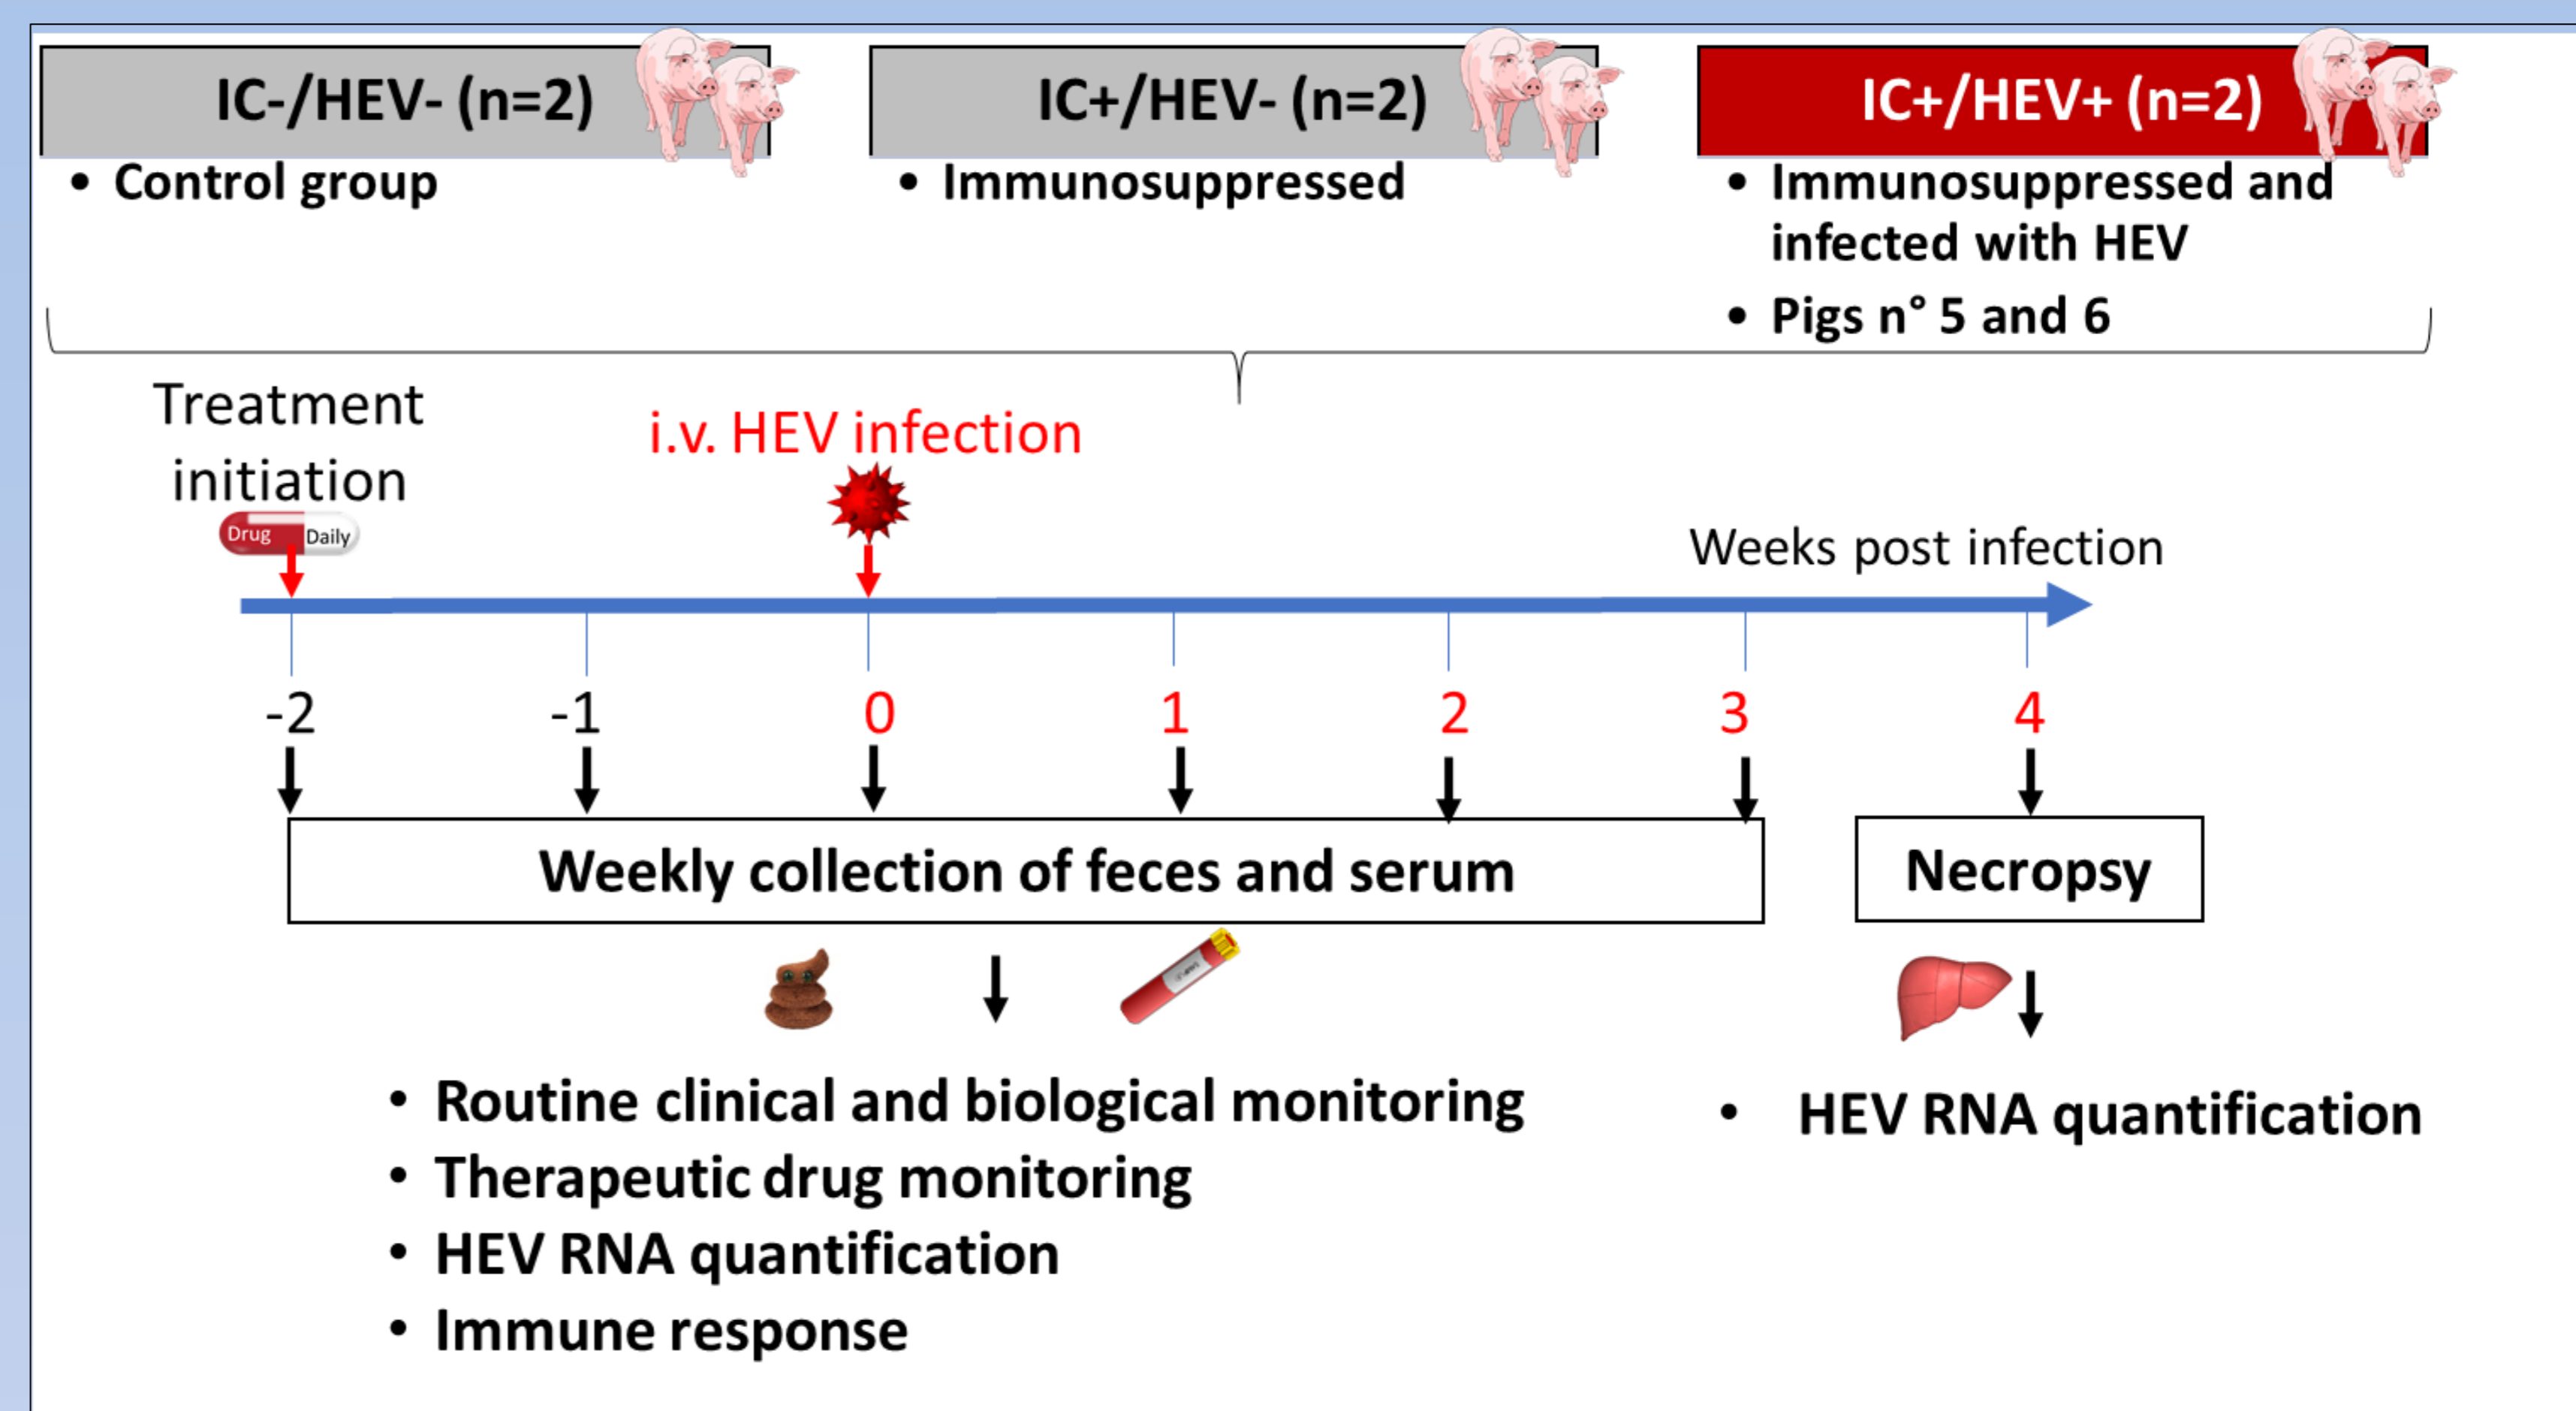 IC-/HEV- (n=2)
• Control group
IC+/HEV- (n=2)
• Immunosuppressed
IC+/HEV+ (n=2)
• Immunosuppressed and
infected with HEV
• Pigs n° 5 and 6
Treatment
initiation
Drug Daily
i.v. HEV infection
Weeks post infection
-2 -1 0 1 2 3 4
Weekly collection of feces and serum
Necropsy
• Routine clinical and biological monitoring
• Therapeutic drug monitoring
• HEV RNA quantification
• Immune response
• HEV RNA quantification